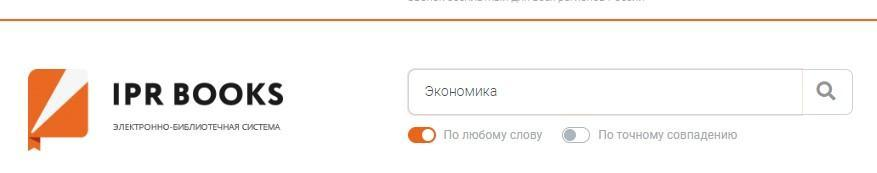 IPR BOOKS
ЭЛЕКТРОННО-БИБЛИОТЕЧНАЯ СИСТЕМА
Экономика
По любому слову
По точному совпадению